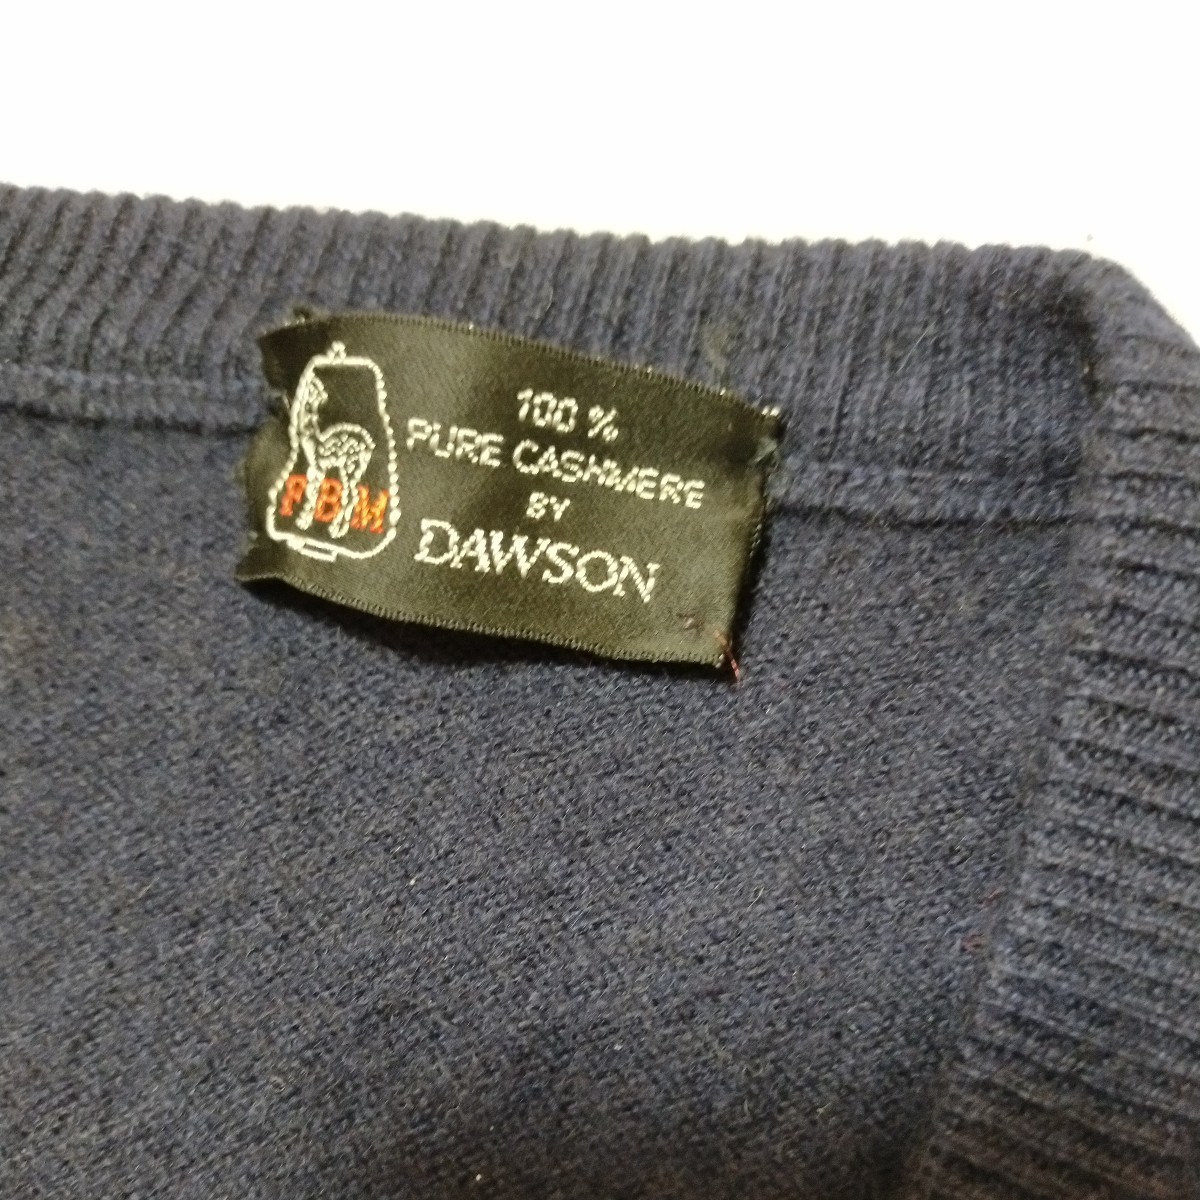 100 %
PURE CASHMERE
BY
DAWSON
FBM